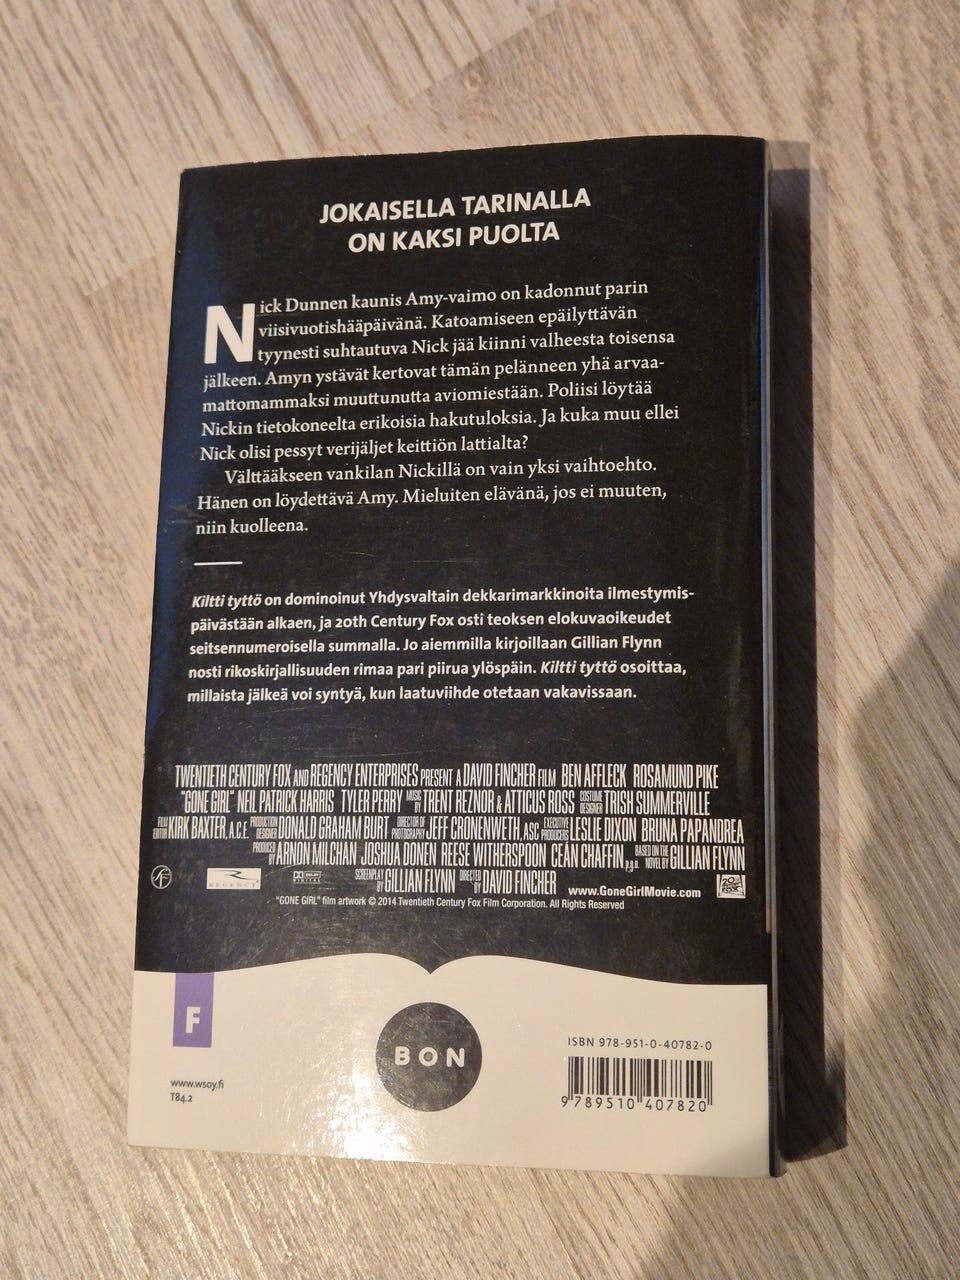 JOKAISELLA TARINALLA
ON KAKSI PUOLTA
Nick Dunnen kaunis Amy-vaimo on kadonnut parin
viisivuotishääpäivänä. Katoamiseen epäilyttävän
tyynesti suhtautuva Nick jää kiinni valheesta toisensa
jälkeen. Amyn ystävät kertovat tämän pelänneen yhä arvaa-
mattomammaksi muuttunutta aviomiestään. Poliisi löytää
Nickin tietokoneelta erikoisia hakutuloksia. Ja kuka muu ellei
Nick olisi pessyt verijäljet keittiön lattialta?
Välttääkseen vankilan Nickillä on vain yksi vaihtoehto.
Hänen on löydettävä Amy. Mieluiten elävänä, jos ei muuten,
niin kuolleena.
Kiltti tyttö on dominoinut Yhdysvaltain dekkarimarkkinoita ilmestymis-
päivästään alkaen, ja 20th Century Fox osti teoksen elokuvaoikeudet
seitsennumeroisella summalla. Jo aiemmilla kirjoillaan Gillian Flynn
nosti rikoskirjallisuuden rimaa pari piirua ylöspäin. Kiltti tyttö osoittaa,
millaista jälkeä voi syntyä, kun laatuviihde otetaan vakavissaan.
TWENTIETH CENTURY FOX AND REGENCY ENTERPRISES PRESENT A DAVID FINCHER FILM BEN AFFLECK ROSAMUND PIKE
"GONE GIRL" NEIL PATRICK HARRIS TYLER PERRY MUSIC BY TRENT REZNOR & ATTICUS ROSS COSTUME DESIGNER TRISH SUMMERVILLE
FILM EDITOR KIRK BAXTER, A.C.E. PRODUCTION DESIGNER DONALD GRAHAM BURT DIRECTOR OF PHOTOGRAPHY JEFF CRONENWETH, ASC EXECUTIVE PRODUCERS LESLIE DIXON BRUNA PAPANDREA
PRODUCED BY ARNON MILCHAN JOSHUA DONEN REESE WITHERSPOON CEÁN CHAFFIN p.g.a. BASED ON THE NOVEL BY GILLIAN FLYNN
REGENCY DOLBY DIGITAL SCREENPLAY BY GILLIAN FLYNN DIRECTED BY DAVID FINCHER www.GoneGirlMovie.com 20th CENTURY FOX
"GONE GIRL" film artwork © 2014 Twentieth Century Fox Film Corporation. All Rights Reserved
F
BON
www.wsoy.fi
T84.2
ISBN 978-951-0-40782-0
9 789510 407820